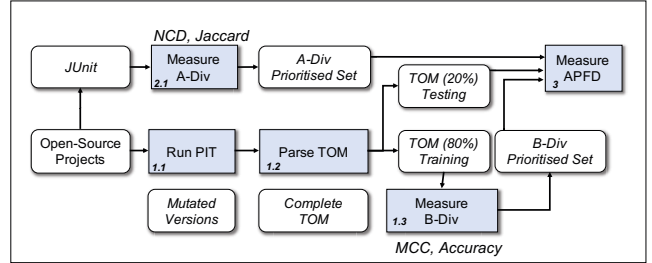 NCD, Jaccard
JUnit
Measure
A-Div
2.1
A-Div
Prioritised Set
Measure
APFD
3
TOM (20%)
Testing
Open-Source
Projects
Run PIT
1.1
Parse TOM
1.2
TOM (80%)
Training
B-Div
Prioritised Set
Mutated
Versions
Complete
TOM
Measure
B-Div
1.3
MCC, Accuracy